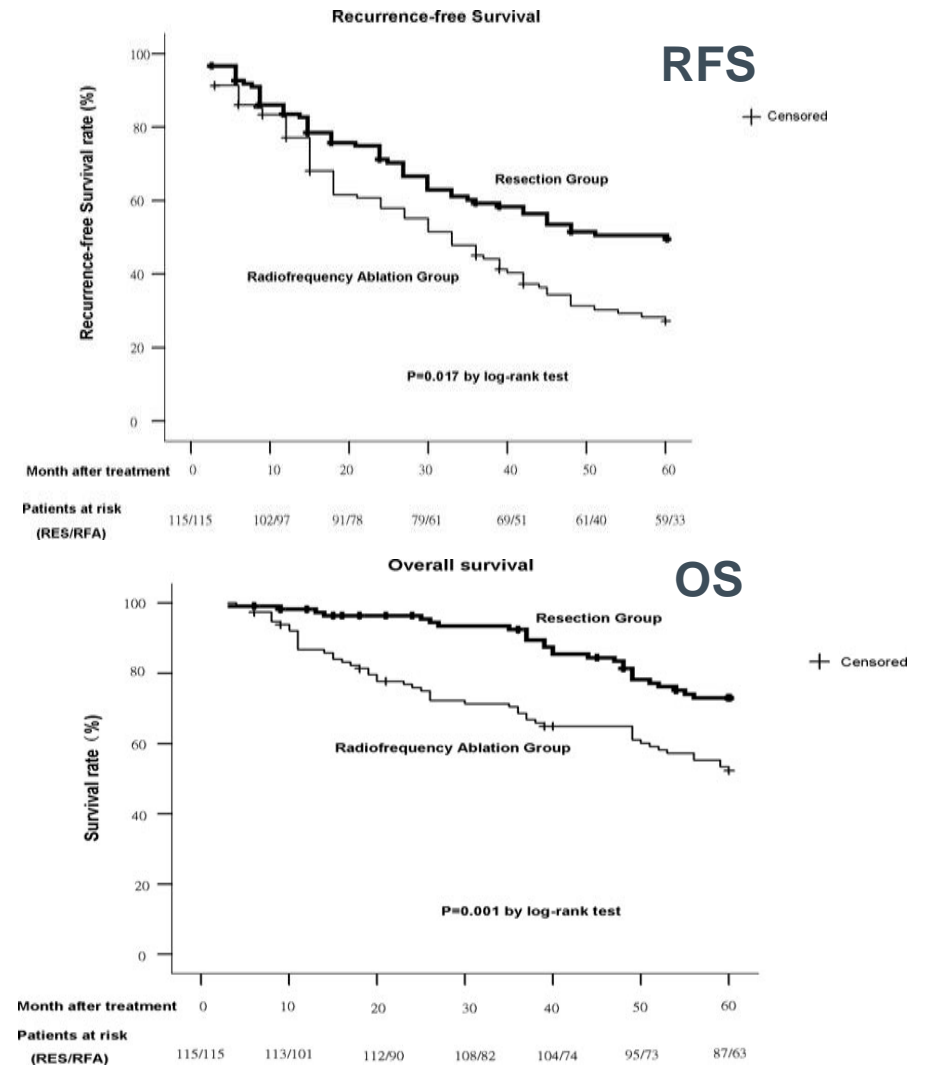 Recurrence-free Survival
RFS
Recurrence-free Survival rate (%)
100
80
60
40
20
0
Censored
Resection Group
Radiofrequency Ablation Group
P=0.017 by log-rank test
Month after treatment 0 10 20 30 40 50 60
Patients at risk
(RES/RFA) 115/115 102/97 91/78 79/61 69/51 61/40 59/33
Overall survival
OS
Survival rate (%)
100
80
60
40
20
0
Resection Group
Censored
Radiofrequency Ablation Group
P=0.001 by log-rank test
Month after treatment 0 10 20 30 40 50 60
Patients at risk
(RES/RFA) 115/115 113/101 112/90 108/82 104/74 95/73 87/63